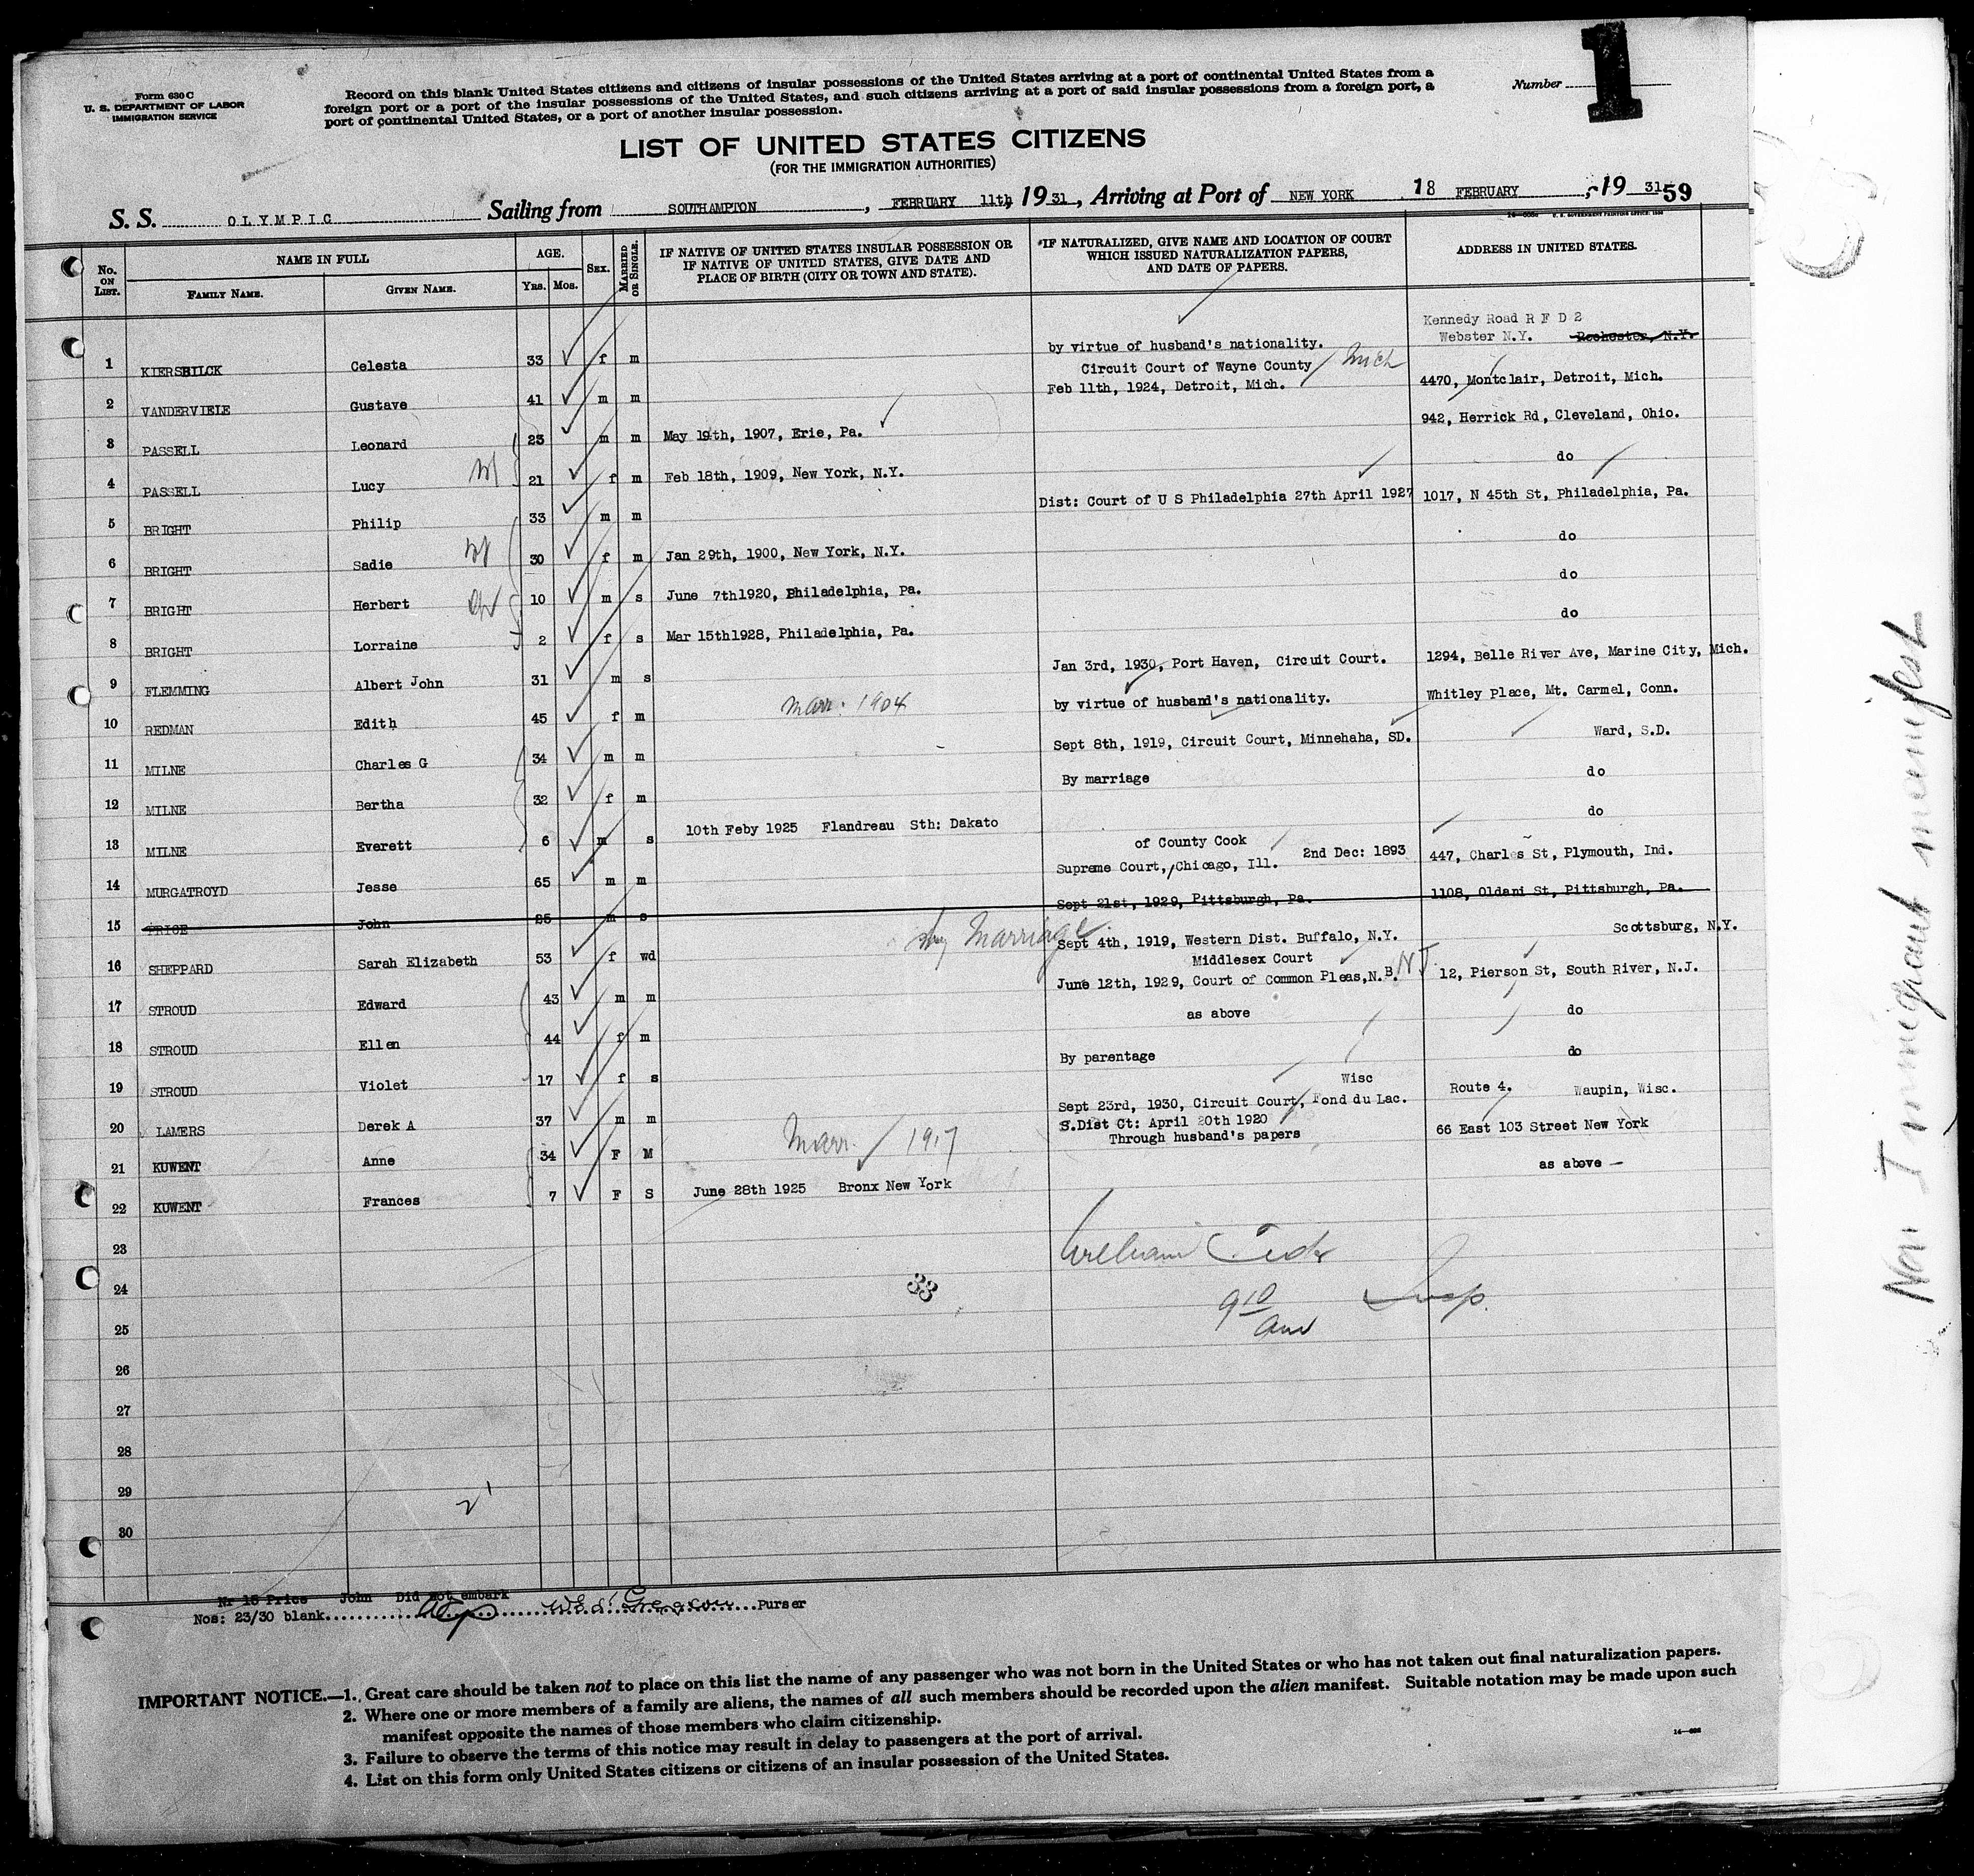 Form 630 C
U. S. DEPARTMENT OF LABOR
IMMIGRATION SERVICE
Record on this blank United States citizens and citizens of insular possessions of the United States arriving at a port of continental United States from a
foreign port or a port of the insular possessions of the United States, and such citizens arriving at a port of said insular possessions from a foreign port, a
port of continental United States, or a port of another insular possession.
Number 1
LIST OF UNITED STATES CITIZENS
(FOR THE IMMIGRATION AUTHORITIES)
S. S. OLYMPIC Sailing from SOUTHAMPTON, FEBRUARY 11th, 1931, Arriving at Port of NEW YORK 18 FEBRUARY, 1931 59
No. ON LIST. NAME IN FULL AGE. SEX. MARRIED OR SINGLE. IF NATIVE OF UNITED STATES INSULAR POSSESSION OR IF NATIVE OF UNITED STATES, GIVE DATE AND PLACE OF BIRTH (CITY OR TOWN AND STATE). *IF NATURALIZED, GIVE NAME AND LOCATION OF COURT WHICH ISSUED NATURALIZATION PAPERS, AND DATE OF PAPERS. ADDRESS IN UNITED STATES.
FAMILY NAME. GIVEN NAME. YRS. MOS.
Kennedy Road R F D 2
1 KIERSBILCK Celesta 33 f m by virtue of husband's nationality. Webster N.Y. Rochester, N.Y.
Circuit Court of Wayne County / Mich
2 VANDERVIELE Gustave 41 m m Feb 11th, 1924, Detroit, Mich. 4470, Montclair, Detroit, Mich.
3 PASSELL Leonard 23 m m May 19th, 1907, Erie, Pa. 942, Herrick Rd, Cleveland, Ohio.
4 PASSELL Lucy 21 f m Feb 18th, 1909, New York, N.Y. do
5 BRIGHT Philip 33 m m Dist: Court of U S Philadelphia 27th April 1927 1017, N 45th St, Philadelphia, Pa.
6 BRIGHT Sadie 30 f m Jan 29th, 1900, New York, N.Y. do
7 BRIGHT Herbert 10 m s June 7th1920, Philadelphia, Pa. do
8 BRIGHT Lorraine 2 f s Mar 15th1928, Philadelphia, Pa. do
9 FLEMMING Albert John 31 m s Jan 3rd, 1930, Port Haven, Circuit Court. 1294, Belle River Ave, Marine City, Mich.
10 REDMAN Edith 45 f m Marr. 1904 by virtue of husband's nationality. Whitley Place, Mt. Carmel, Conn.
11 MILNE Charles G 34 m m Sept 8th, 1919, Circuit Court, Minnehaha, SD. Ward, S.D.
12 MILNE Bertha 32 f m By marriage do
13 MILNE Everett 6 m s 10th Feby 1925 Flandreau Sth: Dakato do
of County Cook
14 MURGATROYD Jesse 65 m m Supreme Court, /Chicago, Ill. 2nd Dec: 1893 447, Charles St, Plymouth, Ind.
15 PRICE John 25 m s Sept 21st, 1929, Pittsburgh, Pa. 1108, Oldani St, Pittsburgh, Pa.
16 SHEPPARD Sarah Elizabeth 53 f wd by Marriage Sept 4th, 1919, Western Dist. Buffalo, N.Y. Scottsburg, N.Y.
Middlesex Court
17 STROUD Edward 43 m m June 12th, 1929, Court of Common Pleas,N.B. NJ 12, Pierson St, South River, N.J.
18 STROUD Ellen 44 f m as above do
19 STROUD Violet 17 f s By parentage do
Wisc
20 LAMERS Derek A 37 m m Sept 23rd, 1930, Circuit Court, Fond du Lac. Route 4. Waupin, Wisc.
S.Dist Ct: April 20th 1920
21 KUWENT Anne 34 F M Marr. / 1917 Through husband's papers 66 East 103 Street New York
22 KUWENT Frances 7 F S June 28th 1925 Bronx New York as above —
23
24
33
William
9 10 am Insp.
25
26
27
28
29
30
21
Nr 15 Price John Did not embark
Nos: 23/30 blank Purser
IMPORTANT NOTICE.—1. Great care should be taken not to place on this list the name of any passenger who was not born in the United States or who has not taken out final naturalization papers.
2. Where one or more members of a family are aliens, the names of all such members should be recorded upon the alien manifest. Suitable notation may be made upon such
manifest opposite the names of those members who claim citizenship.
3. Failure to observe the terms of this notice may result in delay to passengers at the port of arrival.
4. List on this form only United States citizens or citizens of an insular possession of the United States.
Non Immigrant manifest